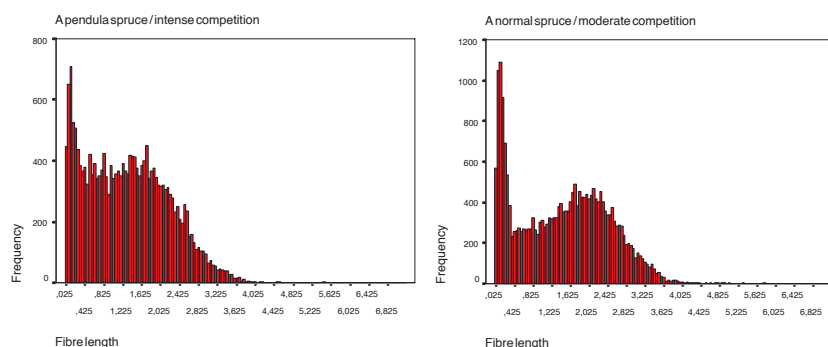 A pendula spruce / intense competition
800
600
400
200
0
Frequency
,025 ,825 1,625 2,425 3,225 4,025 4,825 5,625 6,425
,425 1,225 2,025 2,825 3,625 4,425 5,225 6,025 6,825
Fibre length
A normal spruce / moderate competition
1200
1000
800
600
400
200
0
Frequency
,025 ,825 1,625 2,425 3,225 4,025 4,825 5,625 6,425
,425 1,225 2,025 2,825 3,625 4,425 5,225 6,025 6,825
Fibre length